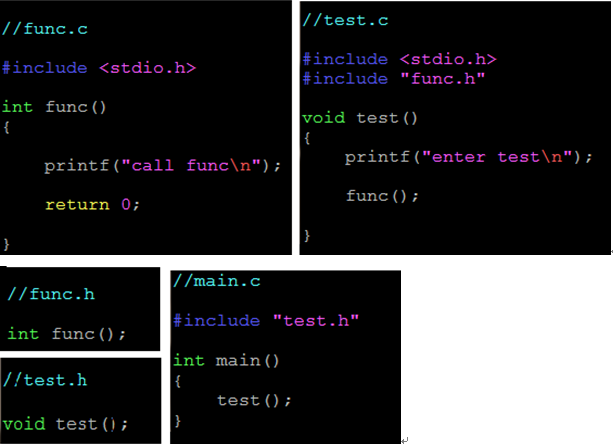 //func.c
#include <stdio.h>
int func()
{
printf("call func\n");
return 0;
}
//test.c
#include <stdio.h>
#include "func.h"
void test()
{
printf("enter test\n");
func();
}
//func.h
int func();
//test.h
void test();
//main.c
#include "test.h"
int main()
{
test();
}